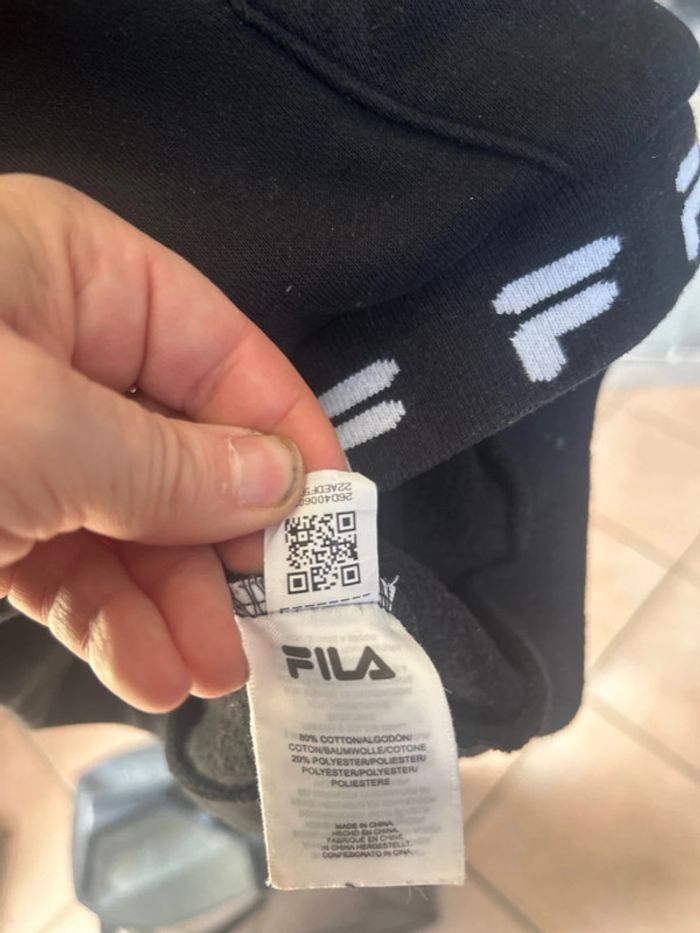 FILA
80% COTTON/ALGODÓN/
COTON/BAUMWOLLE/COTONE
20% POLYESTER/POLIESTER/
POLYESTER/POLYESTER/
POLIESTERE
MADE IN CHINA
HECHO EN CHINA
FABRIQUÉ EN CHINE
IN CHINA HERGESTELLT
CONFEZIONATO IN CINA